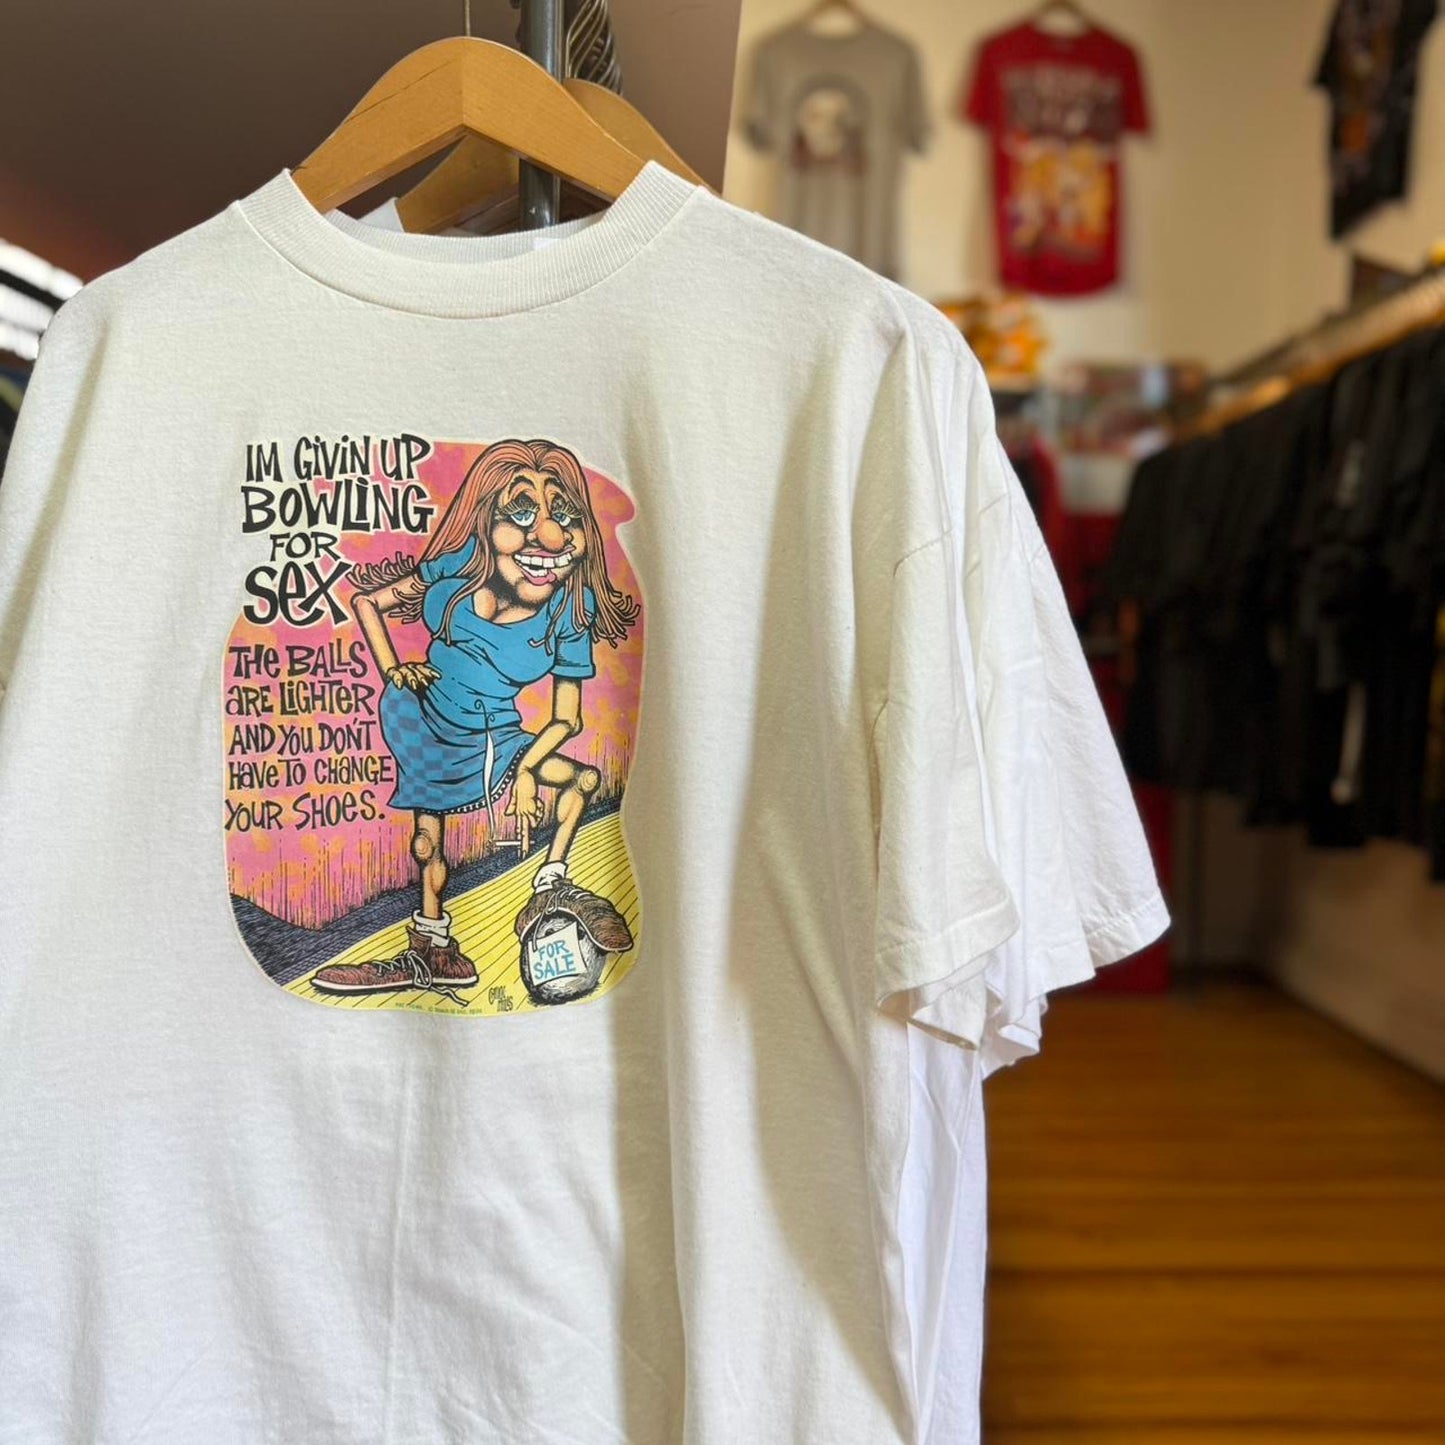 IM GIVIN UP
BOWLING
FOR
SEX
THE BALLS
ARE LIGHTER
AND YOU DON'T
HAVE TO CHANGE
YOUR SHOES.
FOR
SALE